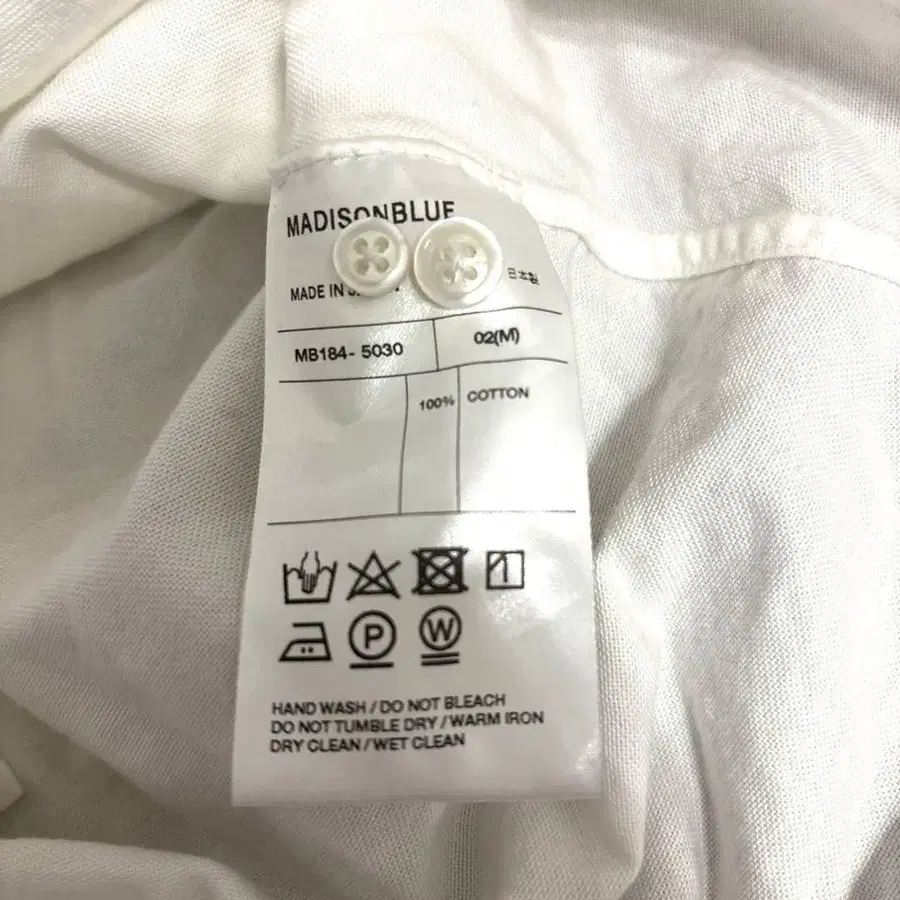 MADISONBLUE
MADE IN JAPAN 日本製
MB184-5030 02(M)
100% COTTON
P W
HAND WASH / DO NOT BLEACH
DO NOT TUMBLE DRY / WARM IRON
DRY CLEAN / WET CLEAN